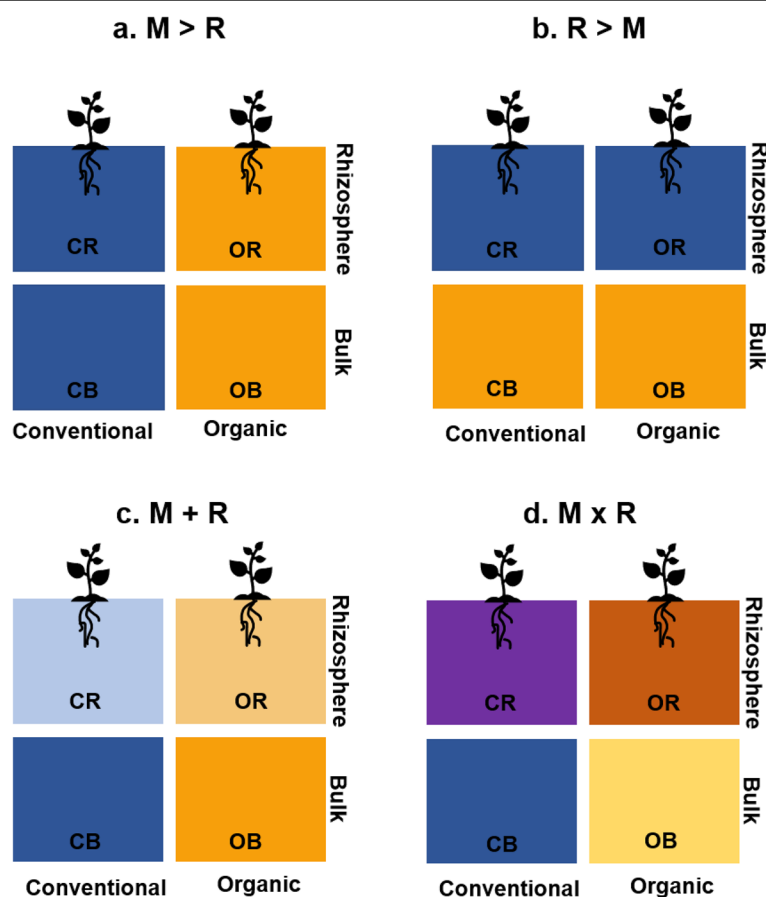 a. M > R
b. R > M
CR
OR
Rhizosphere
CB
OB
Bulk
Conventional
Organic
CR
OR
Rhizosphere
CB
OB
Bulk
Conventional
Organic
c. M + R
d. M x R
CR
OR
Rhizosphere
CB
OB
Bulk
Conventional
Organic
CR
OR
Rhizosphere
CB
OB
Bulk
Conventional
Organic